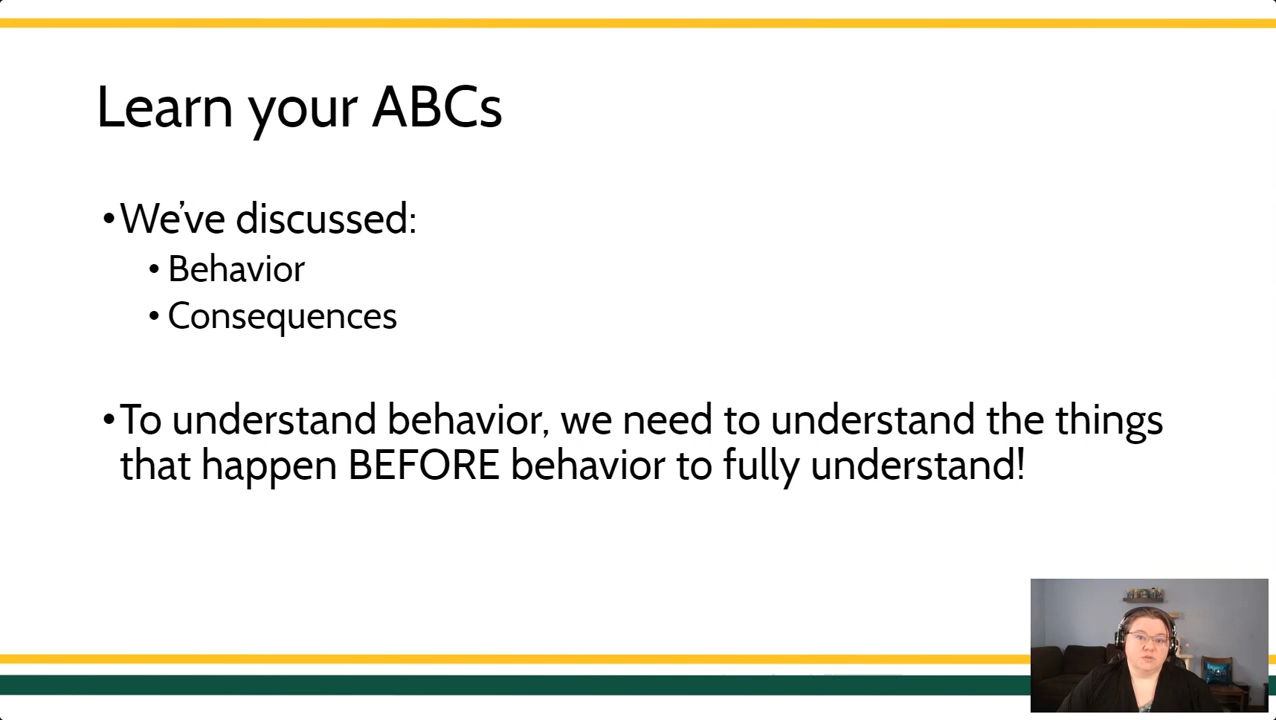 Learn your ABCs
•We’ve discussed:
• Behavior
• Consequences
•To understand behavior, we need to understand the things
that happen BEFORE behavior to fully understand!